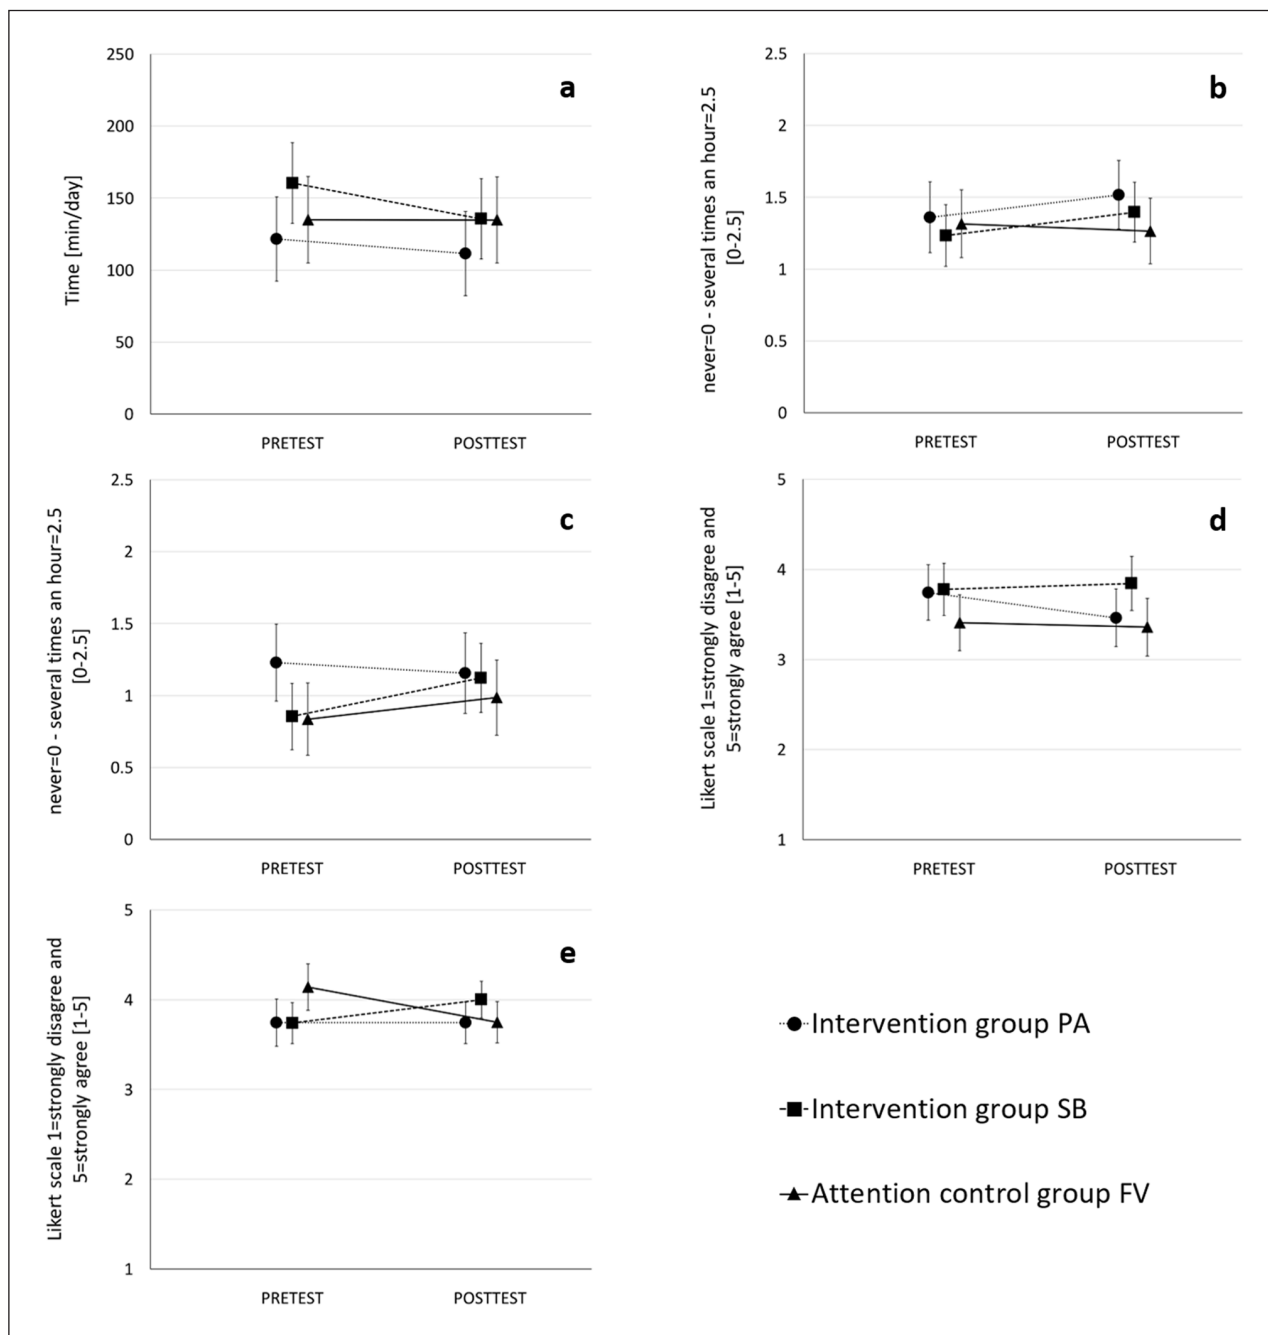 a
250
200
150
100
50
0
Time [min/day]
PRETEST POSTTEST
b
2.5
2
1.5
1
0.5
0
never=0 - several times an hour=2.5
[0-2.5]
PRETEST POSTTEST
c
2.5
2
1.5
1
0.5
0
never=0 - several times an hour=2.5
[0-2.5]
PRETEST POSTTEST
d
5
4
3
2
1
Likert scale 1=strongly disagree and
5=strongly agree [1-5]
PRETEST POSTTEST
e
5
4
3
2
1
Likert scale 1=strongly disagree and
5=strongly agree [1-5]
PRETEST POSTTEST
Intervention group PA
Intervention group SB
Attention control group FV